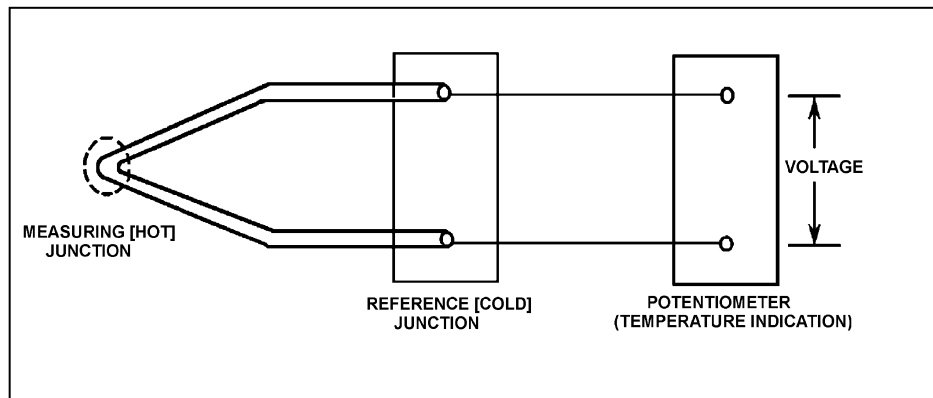 MEASURING [HOT]
JUNCTION
REFERENCE [COLD]
JUNCTION
POTENTIOMETER
(TEMPERATURE INDICATION)
VOLTAGE